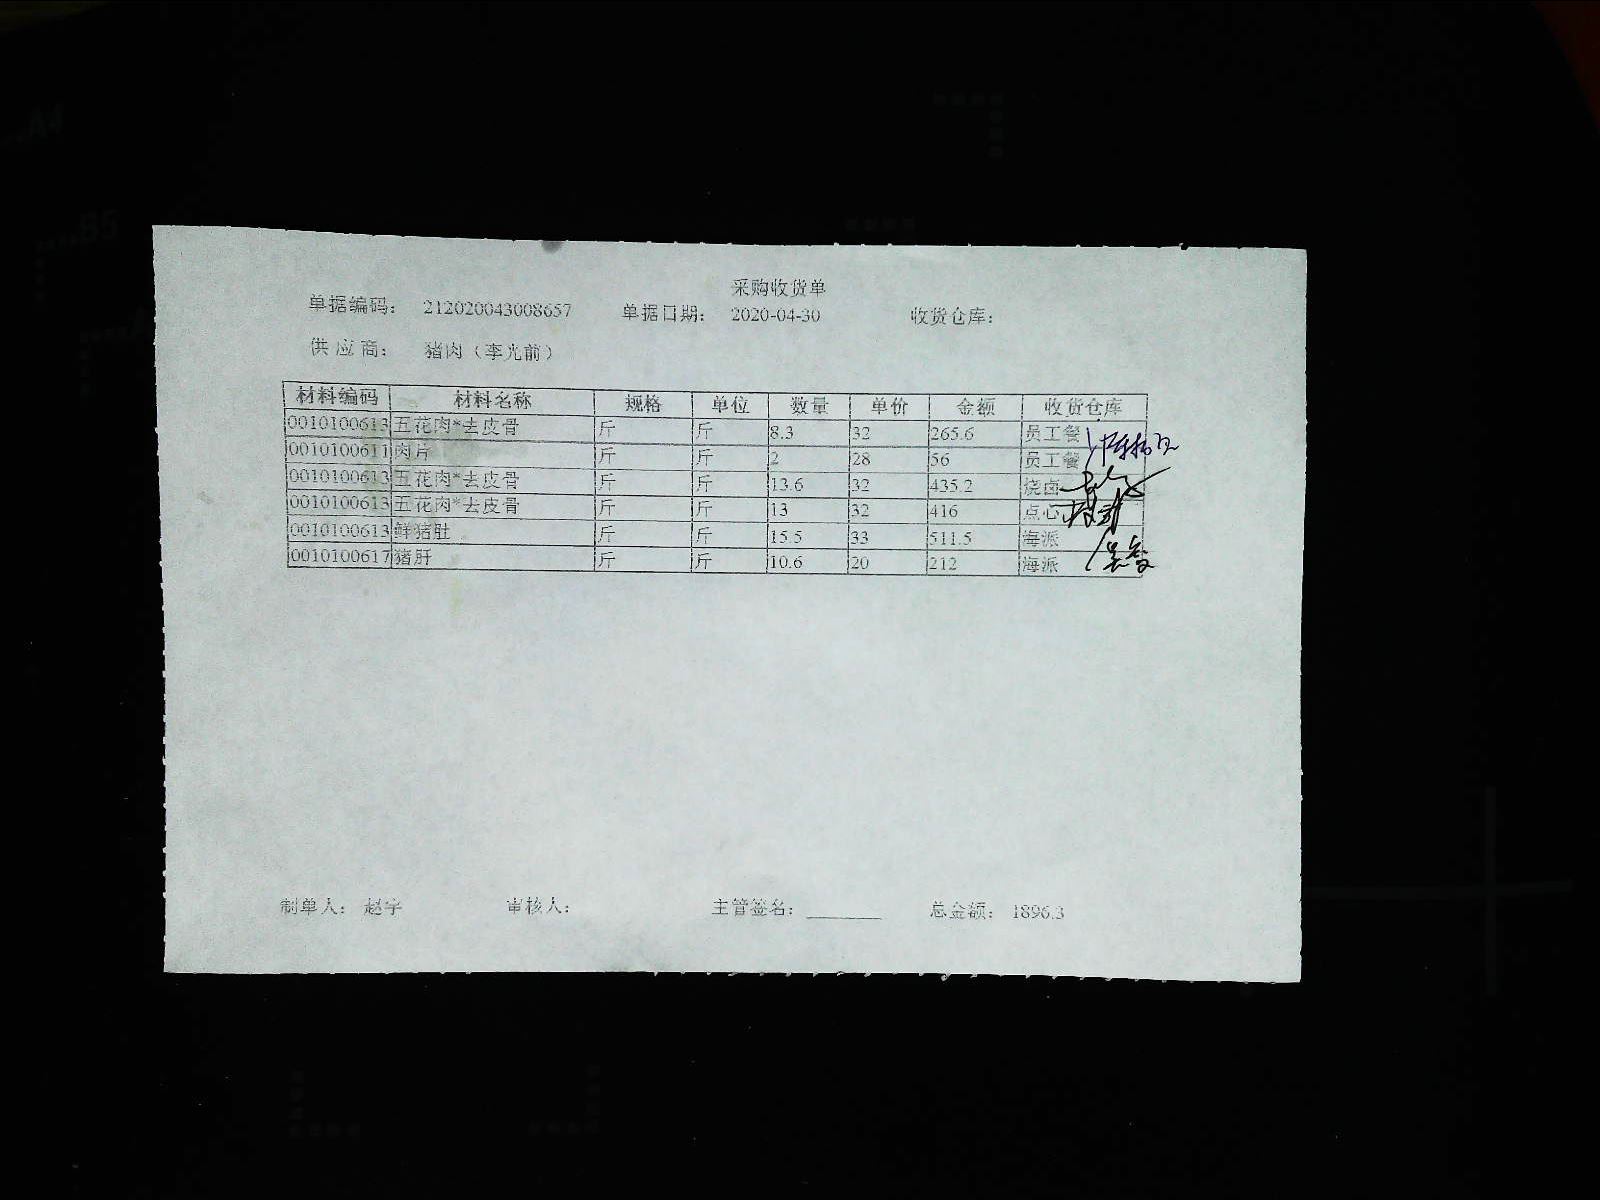 采购收货单
单据编码： 212020043008657 单据日期： 2020-04-30 收货仓库：
供 应 商： 猪肉（李光前）
材料编码 材料名称 规格 单位 数量 单价 金额 收货仓库
0010100613 五花肉*去皮骨 斤 斤 8.3 32 265.6 员工餐
0010100611 肉片 斤 斤 2 28 56 员工餐
0010100613 五花肉*去皮骨 斤 斤 13.6 32 435.2 烧卤
0010100613 五花肉*去皮骨 斤 斤 13 32 416 点心
0010100613 鲜猪肚 斤 斤 15.5 33 511.5 海派
0010100617 猪肝 斤 斤 10.6 20 212 海派
制单人： 赵宇 审核人： 主管签名： 总金额： 1896.3